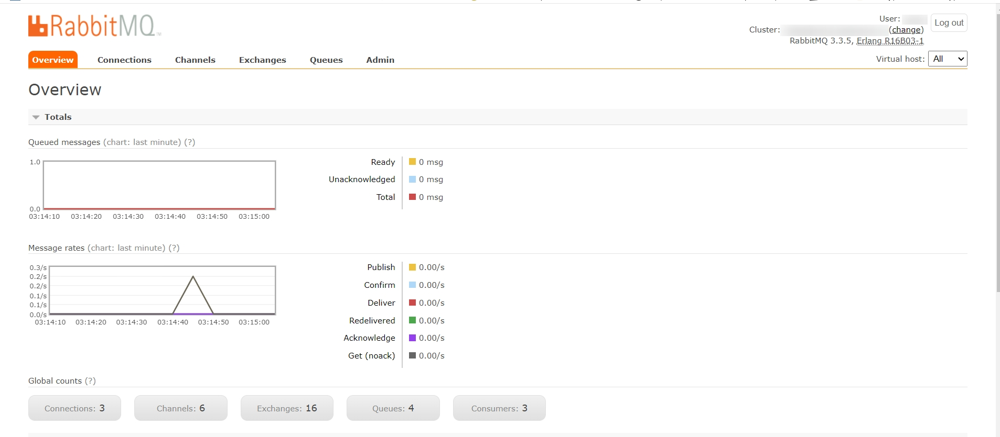 RabbitMQ™
User:
Log out
Cluster: (change)
RabbitMQ 3.3.5, Erlang R16B03-1
Overview Connections Channels Exchanges Queues Admin
Virtual host: All
Overview
Totals
Queued messages (chart: last minute) (?)
1.0
0.0
03:14:10 03:14:20 03:14:30 03:14:40 03:14:50 03:15:00
Ready 0 msg
Unacknowledged 0 msg
Total 0 msg
Message rates (chart: last minute) (?)
0.3/s
0.2/s
0.2/s
0.1/s
0.1/s
0.0/s
03:14:10 03:14:20 03:14:30 03:14:40 03:14:50 03:15:00
Publish 0.00/s
Confirm 0.00/s
Deliver 0.00/s
Redelivered 0.00/s
Acknowledge 0.00/s
Get (noack) 0.00/s
Global counts (?)
Connections: 3 Channels: 6 Exchanges: 16 Queues: 4 Consumers: 3